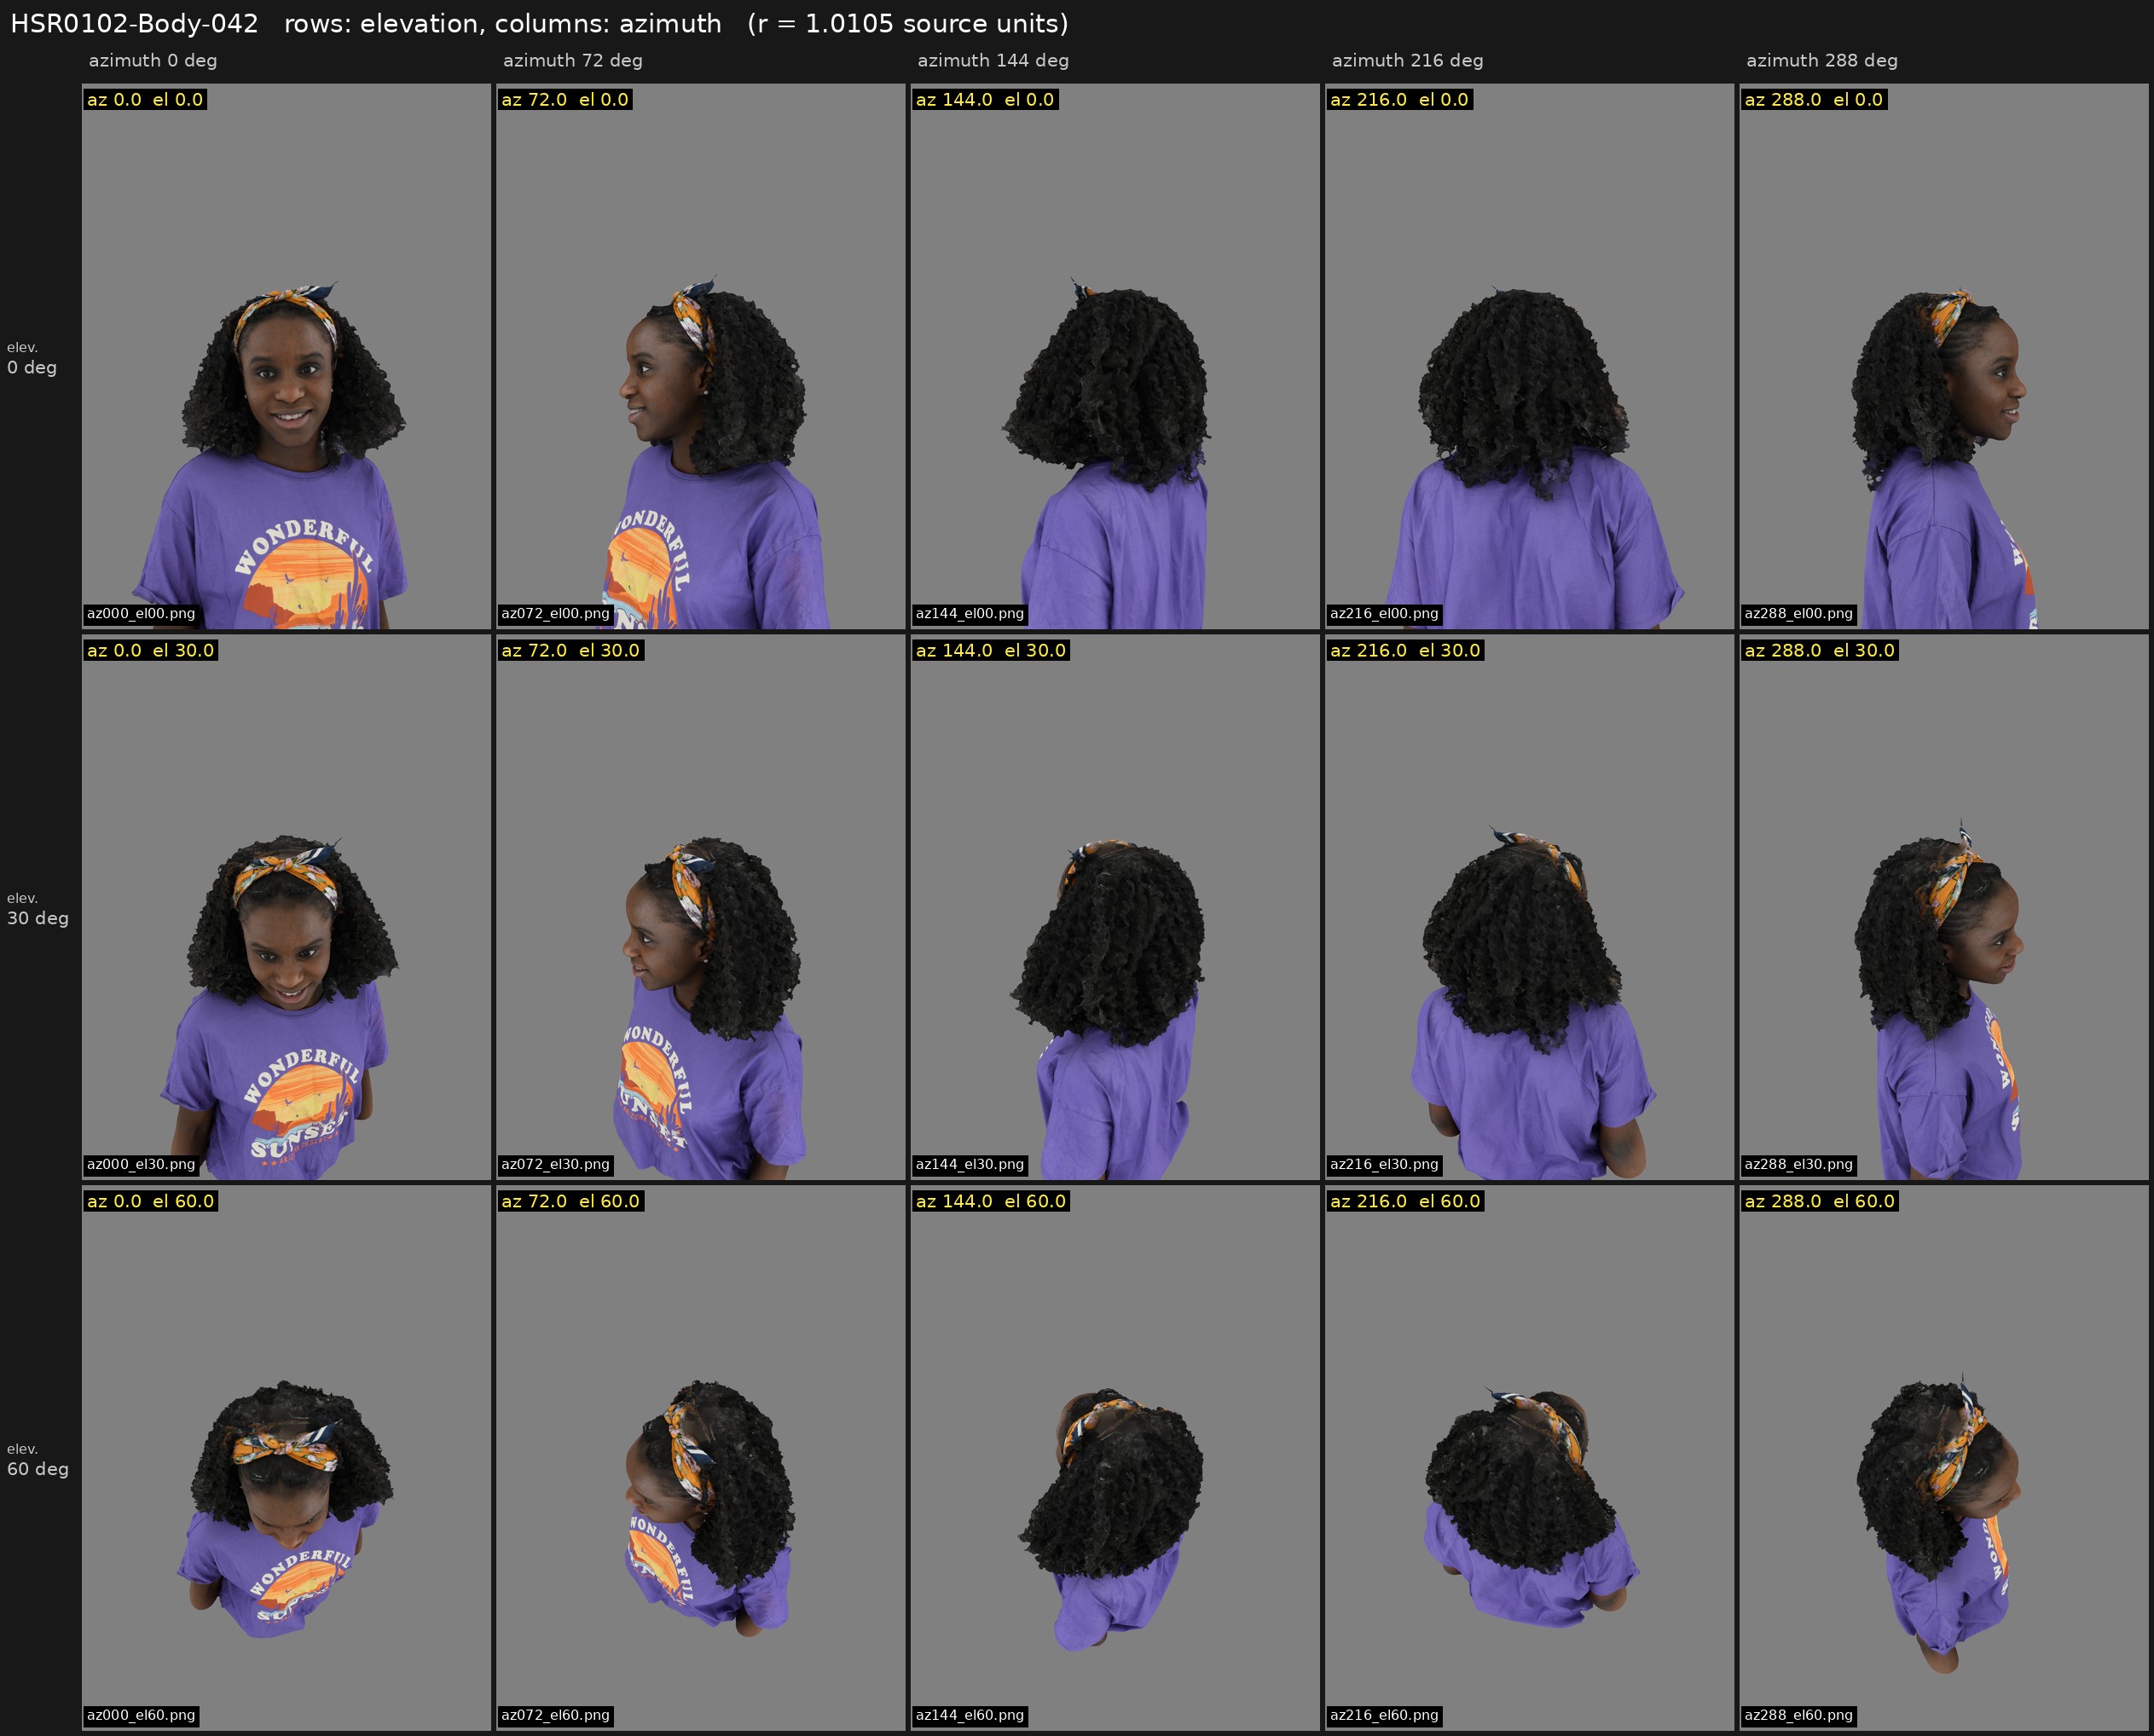 HSR0102-Body-042 rows: elevation, columns: azimuth (r = 1.0105 source units)
azimuth 0 deg azimuth 72 deg azimuth 144 deg azimuth 216 deg azimuth 288 deg
elev.
0 deg
az 0.0 el 0.0
WONDERFUL
az000_el00.png
az 72.0 el 0.0
WONDERFUL
az072_el00.png
az 144.0 el 0.0
az144_el00.png
az 216.0 el 0.0
az216_el00.png
az 288.0 el 0.0
az288_el00.png
elev.
30 deg
az 0.0 el 30.0
WONDERFUL
SUNSET
az000_el30.png
az 72.0 el 30.0
WONDERFUL
UNSET
az072_el30.png
az 144.0 el 30.0
az144_el30.png
az 216.0 el 30.0
az216_el30.png
az 288.0 el 30.0
az288_el30.png
elev.
60 deg
az 0.0 el 60.0
WONDERFUL
az000_el60.png
az 72.0 el 60.0
WONDERFUL
az072_el60.png
az 144.0 el 60.0
az144_el60.png
az 216.0 el 60.0
az216_el60.png
az 288.0 el 60.0
az288_el60.png